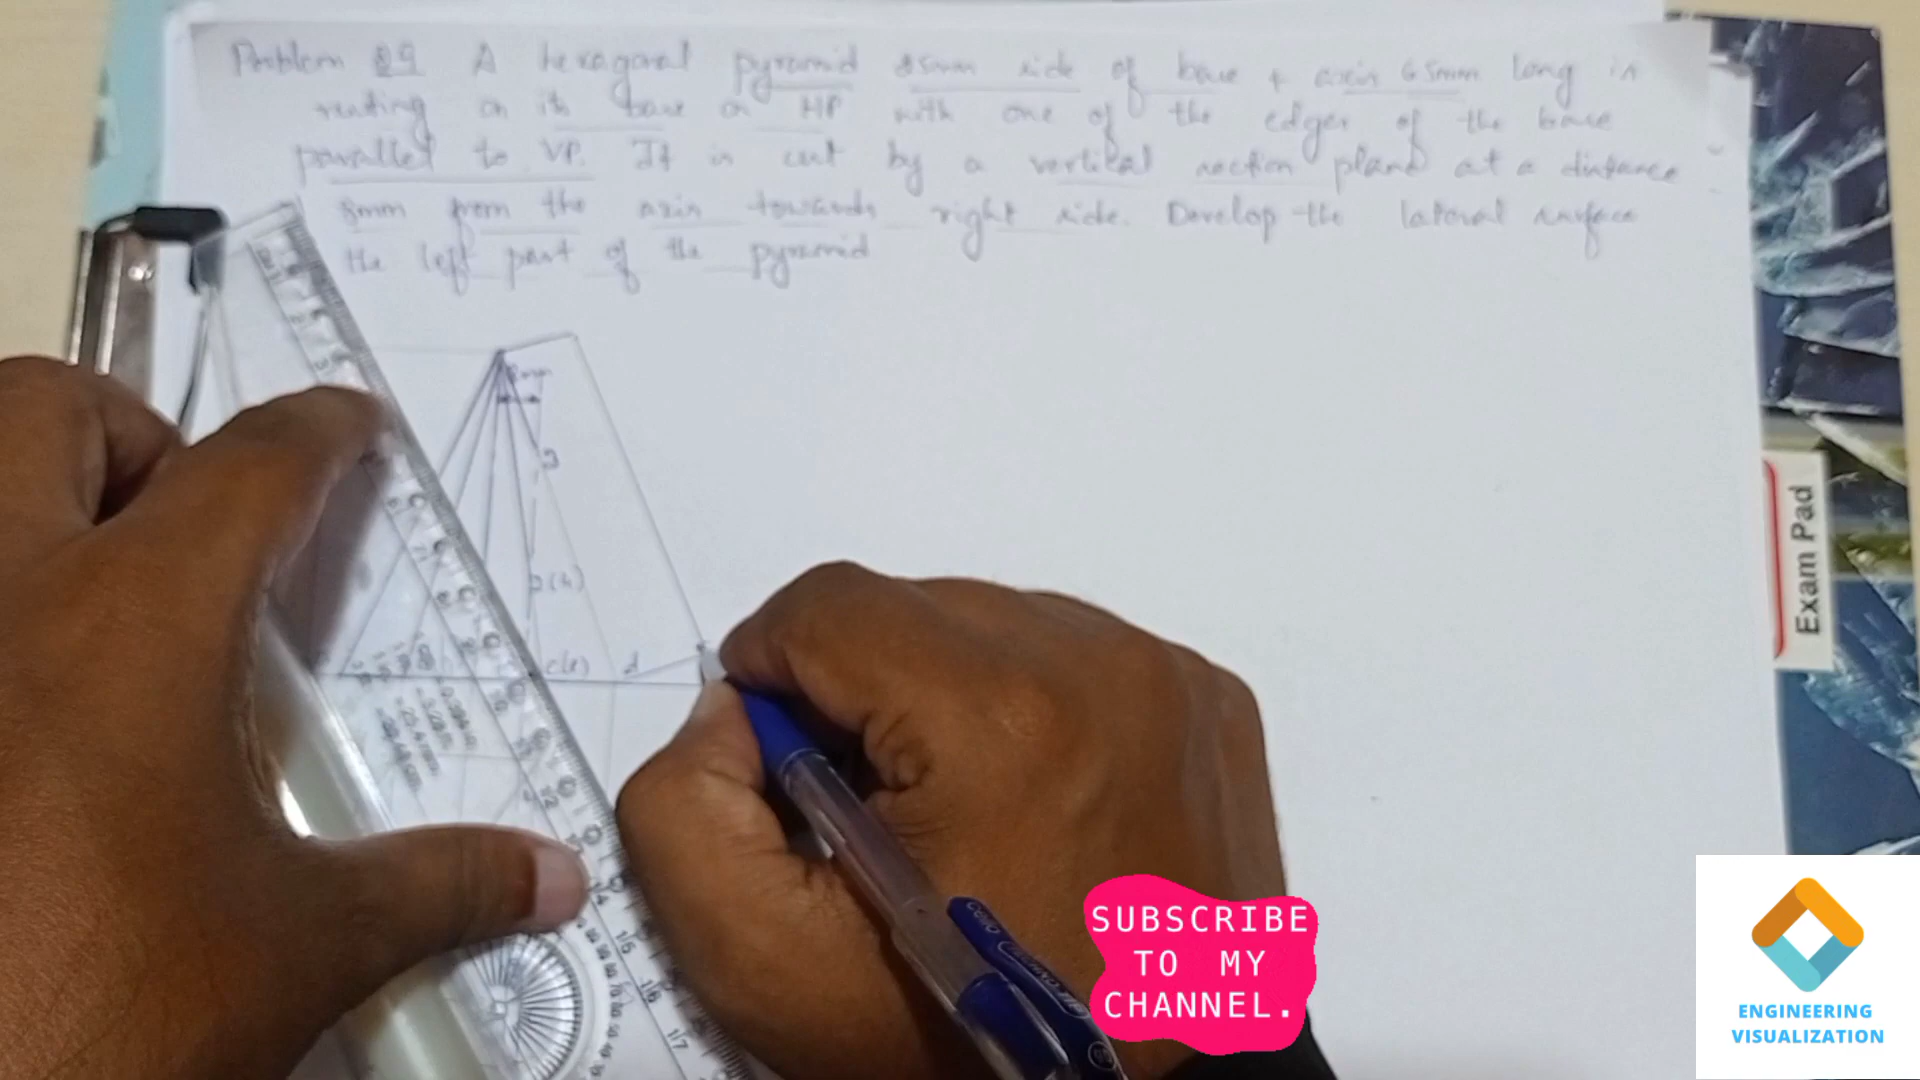 Problem 29 A hexagonal pyramid 25mm side of base & axis 65mm long is
resting on its base on HP with one of the edges of the base
parallel to VP. It is cut by a vertical section plane at a distance
8mm from the axis towards right side. Develop the lateral surface
the left part of the pyramid
8mm
c(e) d
Exam Pad
SUBSCRIBE
TO MY
CHANNEL.
ENGINEERING
VISUALIZATION